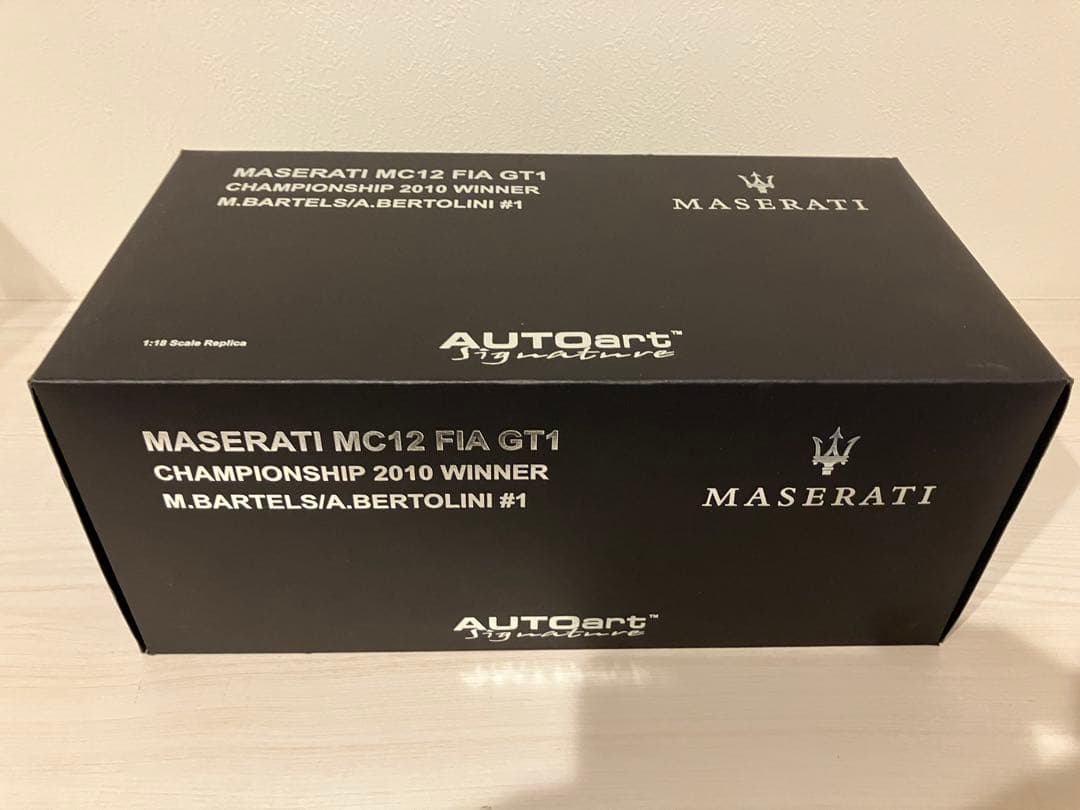 MASERATI MC12 FIA GT1
CHAMPIONSHIP 2010 WINNER
M.BARTELS/A.BERTOLINI #1
MASERATI
1:18 Scale Replica
AUTOart™
Signature
MASERATI MC12 FIA GT1
CHAMPIONSHIP 2010 WINNER
M.BARTELS/A.BERTOLINI #1
MASERATI
AUTOart™
Signature